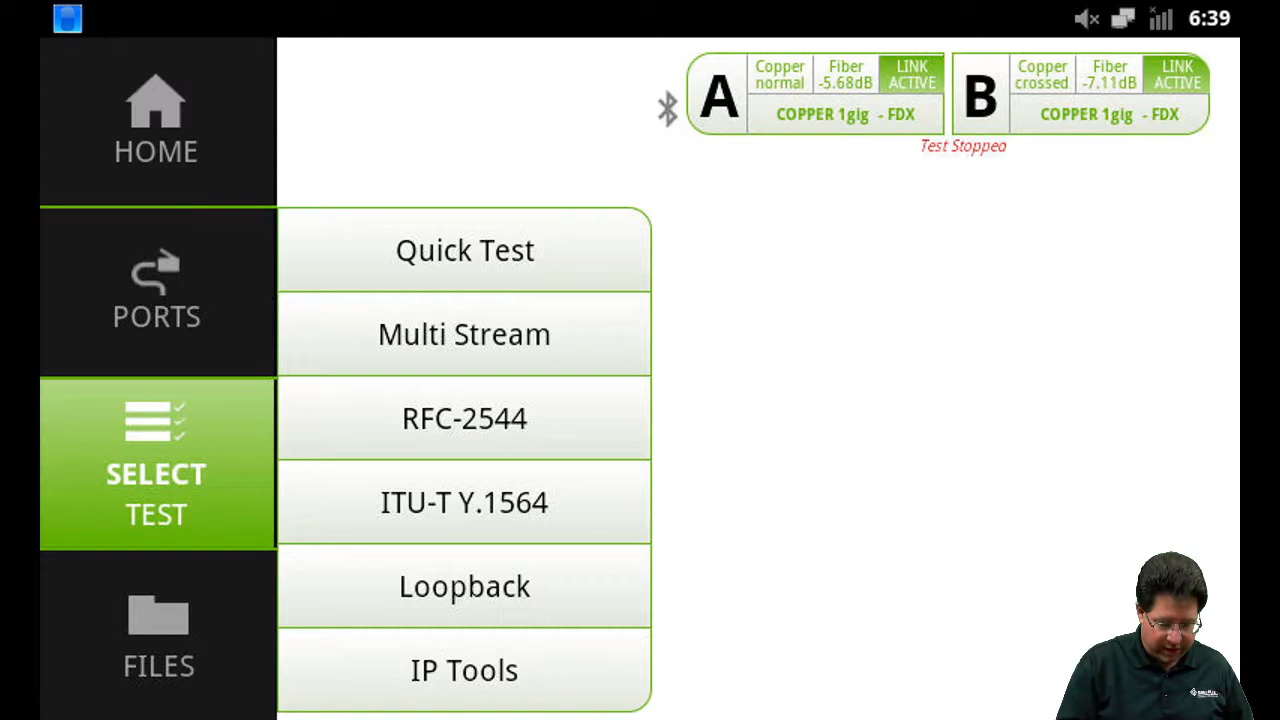 6:39
HOME
PORTS
SELECT
TEST
FILES
Quick Test
Multi Stream
RFC-2544
ITU-T Y.1564
Loopback
IP Tools
A
Copper
normal
Fiber
-5.68dB
LINK
ACTIVE
COPPER 1gig - FDX
B
Copper
crossed
Fiber
-7.11dB
LINK
ACTIVE
COPPER 1gig - FDX
Test Stopped